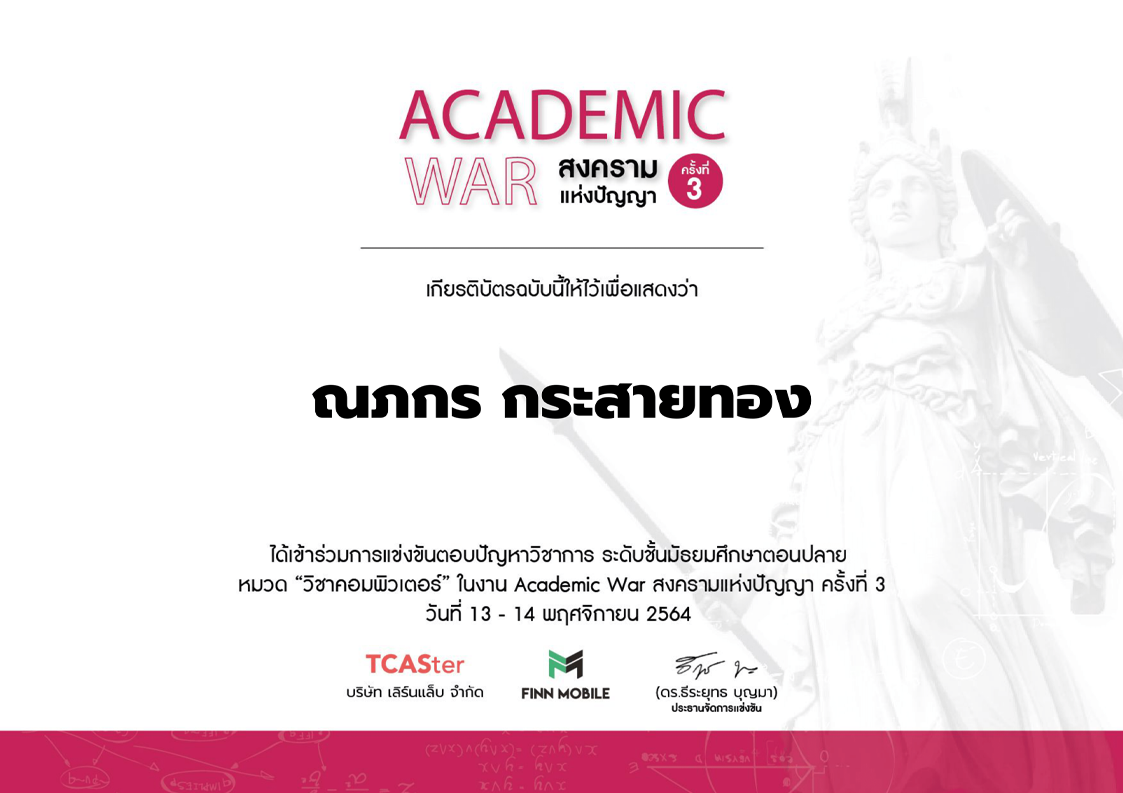 ACADEMIC
WAR สงคราม แห่งปัญญา ครั้งที่ 3
เกียรติบัตรฉบับนี้ให้ไว้เพื่อแสดงว่า
ณภกร กระสายทอง
ได้เข้าร่วมการแข่งขันตอบปัญหาวิชาการ ระดับชั้นมัธยมศึกษาตอนปลาย
หมวด “วิชาคอมพิวเตอร์” ในงาน Academic War สงครามแห่งปัญญา ครั้งที่ 3
วันที่ 13 - 14 พฤศจิกายน 2564
TCASter
บริษัท เลิร์นแล็บ จำกัด
FINN MOBILE
(ดร.ธีระยุทธ บุญมา)
ประธานจัดการแข่งขัน